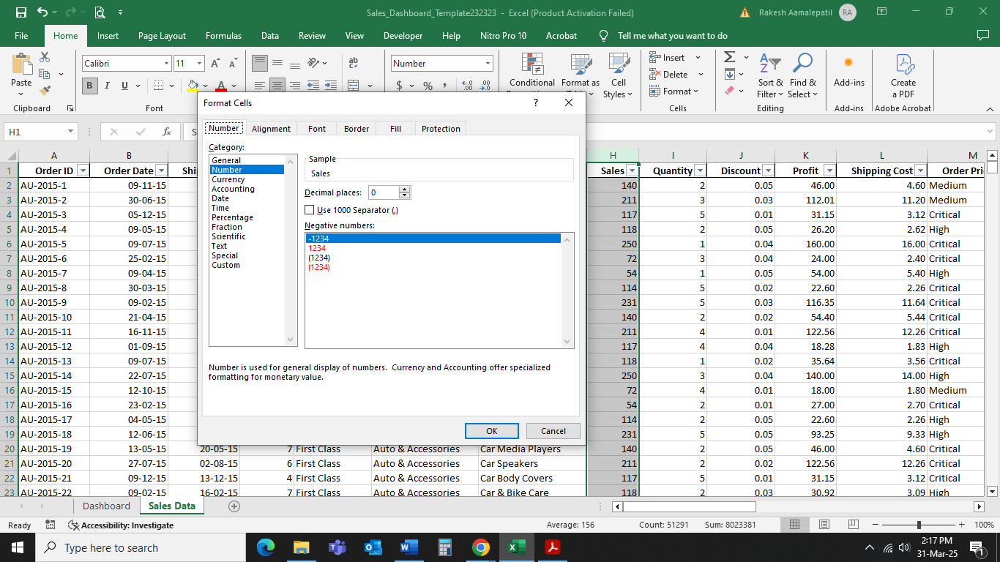 Sales_Dashboard_Template232323 - Excel (Product Activation Failed)
Rakesh Aamalepatil RA
File Home Insert Page Layout Formulas Data Review View Developer Help Nitro Pro 10 Acrobat Tell me what you want to do
Paste
Clipboard
Calibri 11
B I U
Font
Number
$ % ,
Conditional
Format as
Cell
Styles
Insert
Delete
Format
Cells
Sort &
Filter
Find &
Select
Editing
Add-ins
Add-ins
Create
a PDF
Adobe Acrobat
H1
fx
Format Cells ?
Number Alignment Font Border Fill Protection
Category:
General
Number
Currency
Accounting
Date
Time
Percentage
Fraction
Scientific
Text
Special
Custom
Sample
Sales
Decimal places: 0
Use 1000 Separator (,)
Negative numbers:
-1234
1234
(1234)
(1234)
Number is used for general display of numbers. Currency and Accounting offer specialized
formatting for monetary value.
OK Cancel
A B H I J K L M
1 Order ID Order Date Sales Quantity Discount Profit Shipping Cost
2 AU-2015-1 09-11-15 140 2 0.05 46.00 4.60 Medium
3 AU-2015-2 30-06-15 211 3 0.03 112.01 11.20 Medium
4 AU-2015-3 05-12-15 117 5 0.01 31.15 3.12 Critical
5 AU-2015-4 09-05-15 118 2 0.05 26.20 2.62 High
6 AU-2015-5 09-07-15 250 1 0.04 160.00 16.00 Critical
7 AU-2015-6 25-02-15 72 3 0.04 24.00 2.40 Critical
8 AU-2015-7 09-04-15 54 1 0.05 54.00 5.40 High
9 AU-2015-8 30-03-15 114 5 0.02 22.60 2.26 Critical
10 AU-2015-9 09-02-15 231 5 0.03 116.35 11.64 Critical
11 AU-2015-10 21-04-15 140 2 0.02 54.40 5.44 Critical
12 AU-2015-11 16-11-15 211 4 0.01 122.56 12.26 Critical
13 AU-2015-12 01-09-15 117 4 0.04 18.28 1.83 High
14 AU-2015-13 09-07-15 118 1 0.02 35.64 3.56 Critical
15 AU-2015-14 22-07-15 250 3 0.04 140.00 14.00 High
16 AU-2015-15 12-10-15 72 4 0.01 18.00 1.80 Medium
17 AU-2015-16 23-02-15 54 2 0.01 27.00 2.70 Critical
18 AU-2015-17 04-05-15 114 2 0.05 22.60 2.26 High
19 AU-2015-18 12-06-15 231 5 0.05 93.25 9.33 High
20 AU-2015-19 13-05-15 20-05-15 7 First Class Auto & Accessories Car Media Players 140 2 0.05 46.00 4.60 Critical
21 AU-2015-20 27-07-15 02-08-15 6 First Class Auto & Accessories Car Speakers 211 2 0.02 122.56 12.26 Critical
22 AU-2015-21 09-12-15 13-12-15 4 First Class Auto & Accessories Car Body Covers 117 5 0.01 31.15 3.12 Critical
23 AU-2015-22 09-02-15 16-02-15 7 First Class Auto & Accessories Car & Bike Care 118 2 0.03 30.92 3.09 High
Dashboard Sales Data
Ready Accessibility: Investigate Average: 156 Count: 51291 Sum: 8023381 100%
Type here to search
2:17 PM
31-Mar-25
1